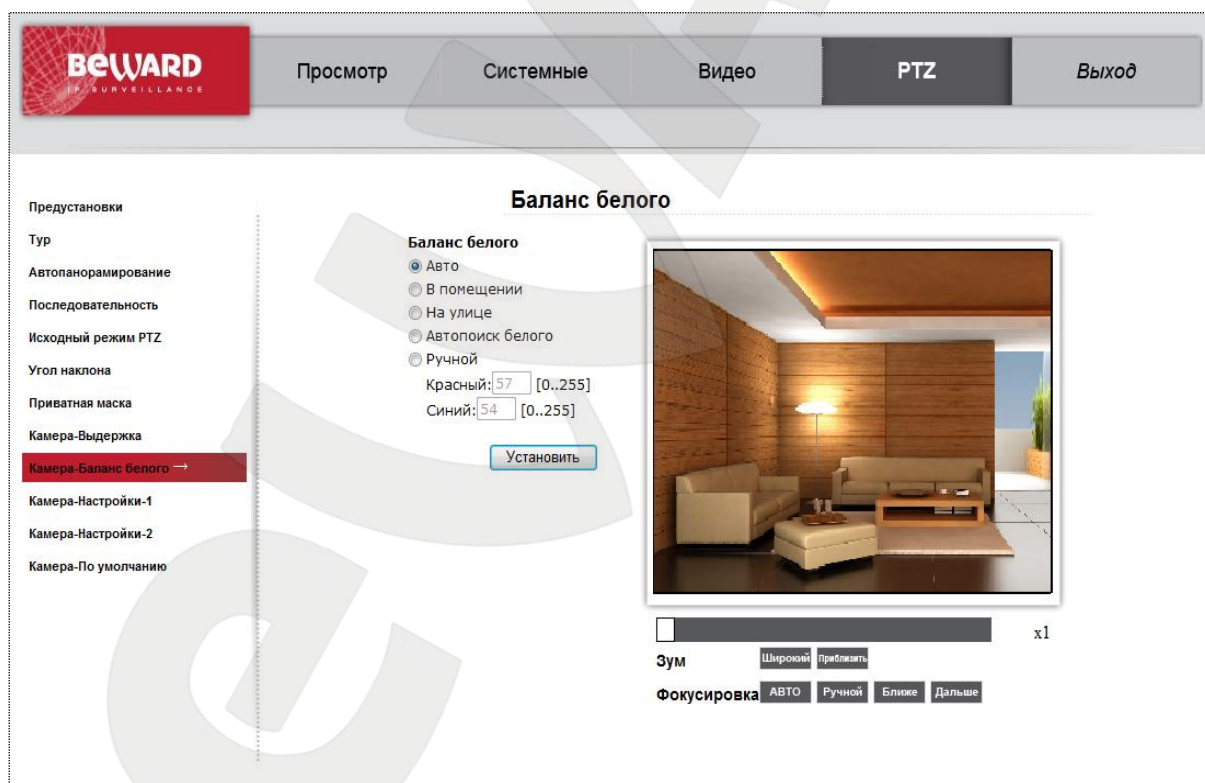 BEWARD
IP SURVEILLANCE
Просмотр
Системные
Видео
PTZ
Выход
Баланс белого
Предустановки
Тур
Автопанорамирование
Последовательность
Исходный режим PTZ
Угол наклона
Приватная маска
Камера-Выдержка
Камера-Баланс белого →
Камера-Настройки-1
Камера-Настройки-2
Камера-По умолчанию
Баланс белого
Авто
В помещении
На улице
Автопоиск белого
Ручной
Красный: 57 [0..255]
Синий: 54 [0..255]
Установить
x1
Зум Широкий Приблизить
Фокусировка АВТО Ручной Ближе Дальше